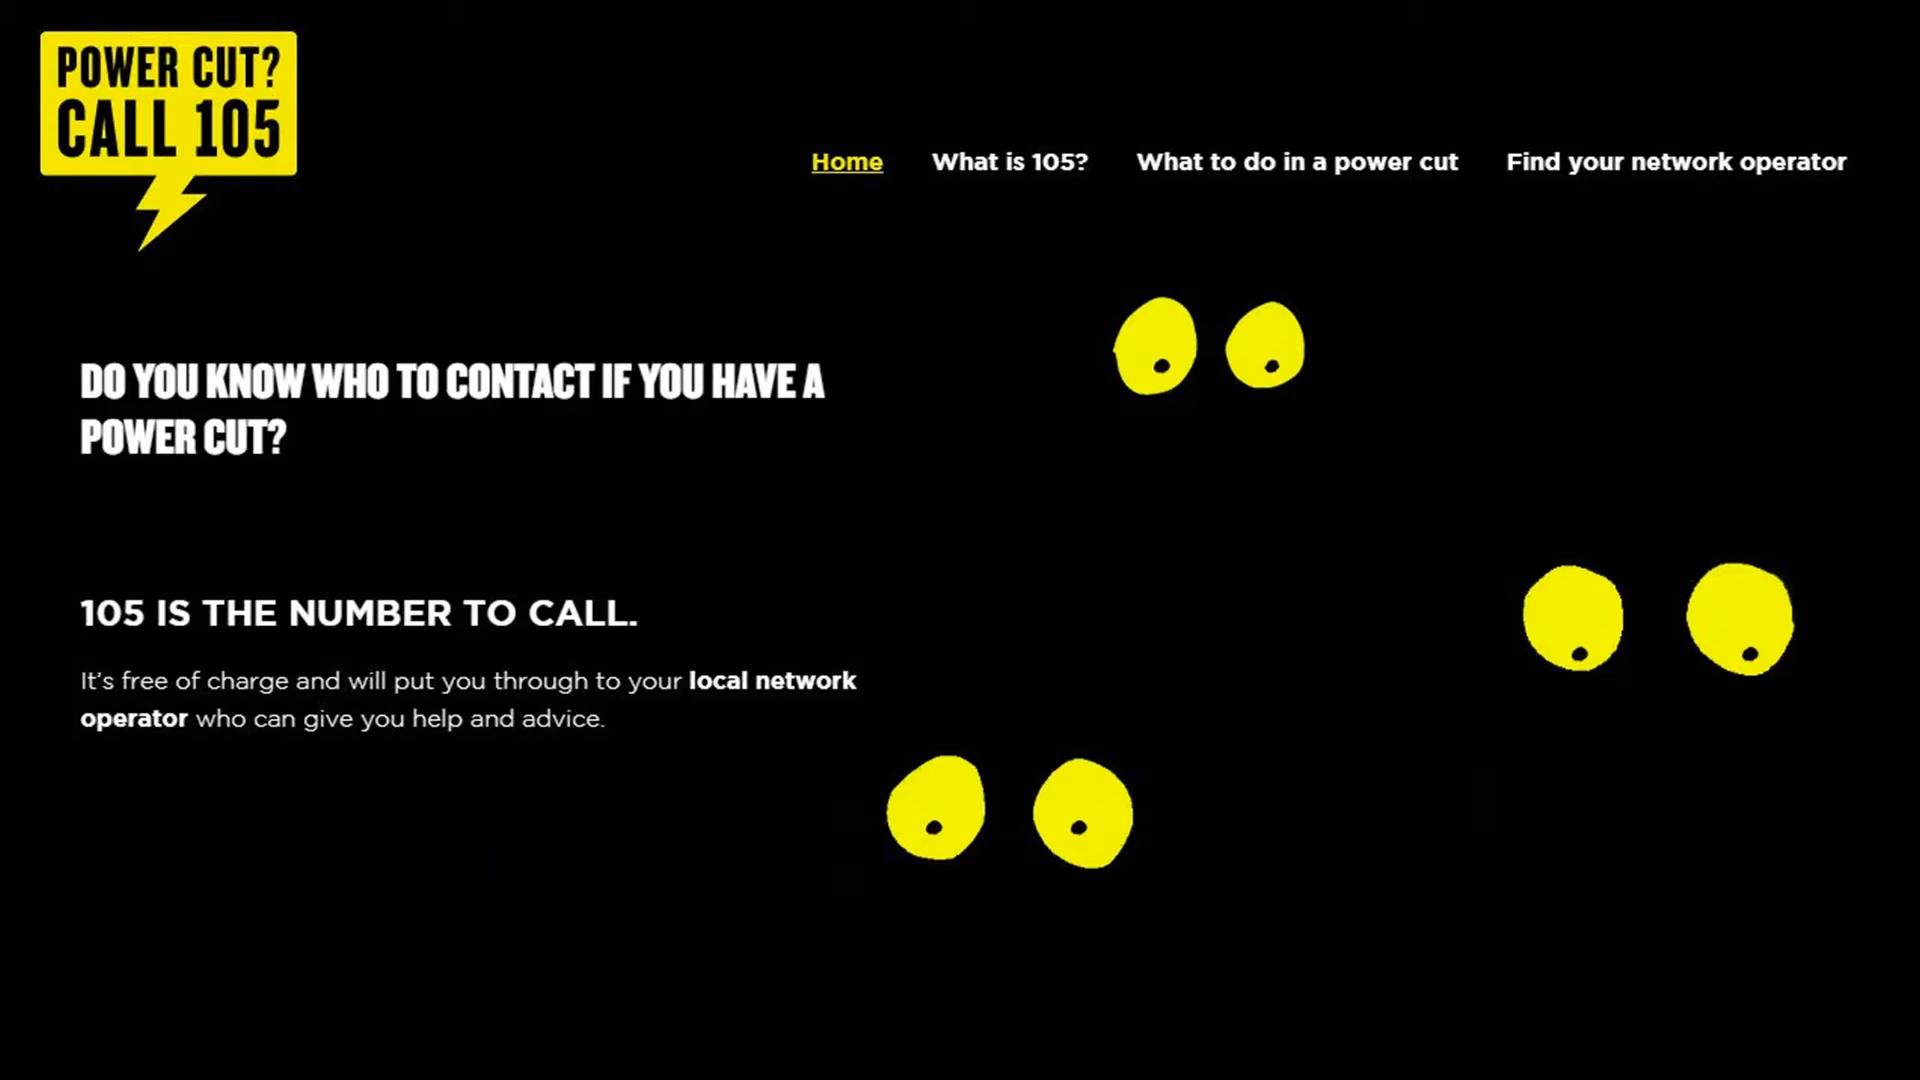 POWER CUT?
CALL 105
Home What is 105? What to do in a power cut Find your network operator
DO YOU KNOW WHO TO CONTACT IF YOU HAVE A
POWER CUT?
105 IS THE NUMBER TO CALL.
It's free of charge and will put you through to your local network
operator who can give you help and advice.